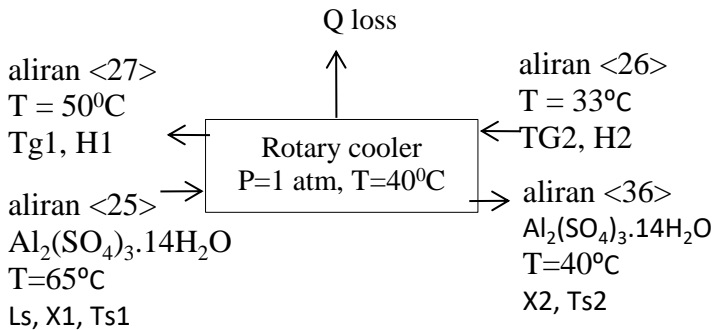 Q loss
aliran <27>
T = 50⁰C
Tg1, H1
aliran <26>
T = 33ºC
TG2, H2
Rotary cooler
P=1 atm, T=40⁰C
aliran <25>
Al₂(SO₄)₃.14H₂O
T=65ºC
Ls, X1, Ts1
aliran <36>
Al₂(SO₄)₃.14H₂O
T=40ºC
X2, Ts2